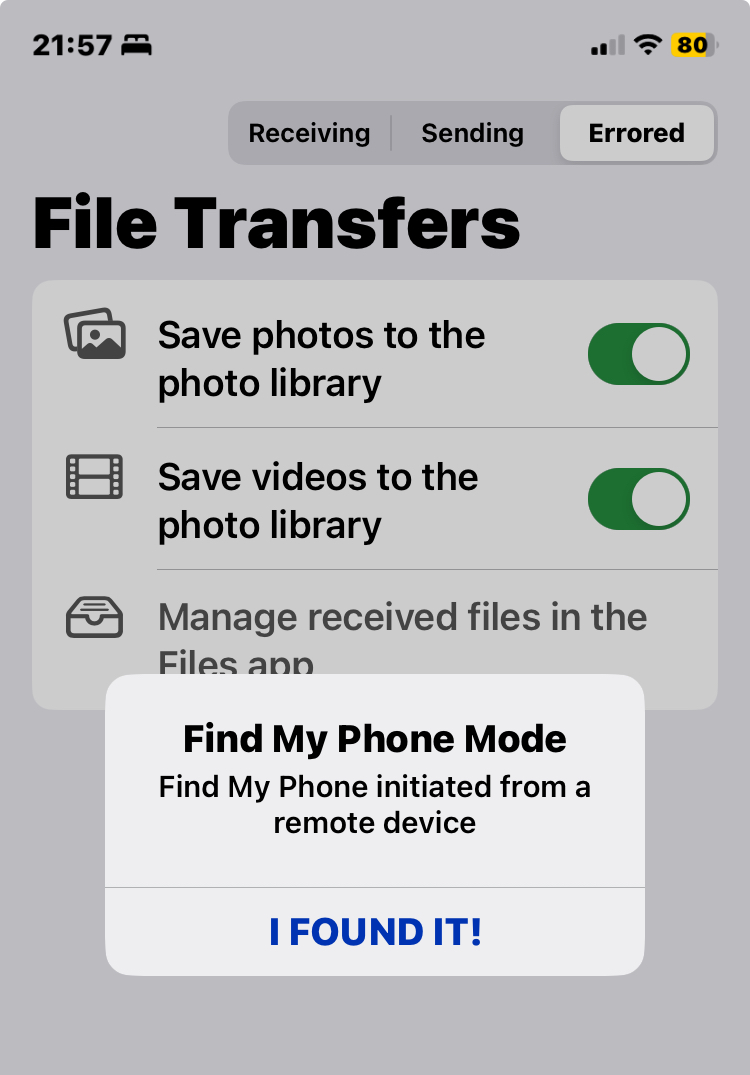 21:57
80
Receiving Sending Errored
File Transfers
Save photos to the
photo library
Save videos to the
photo library
Manage received files in the
Files app
Find My Phone Mode
Find My Phone initiated from a
remote device
I FOUND IT!